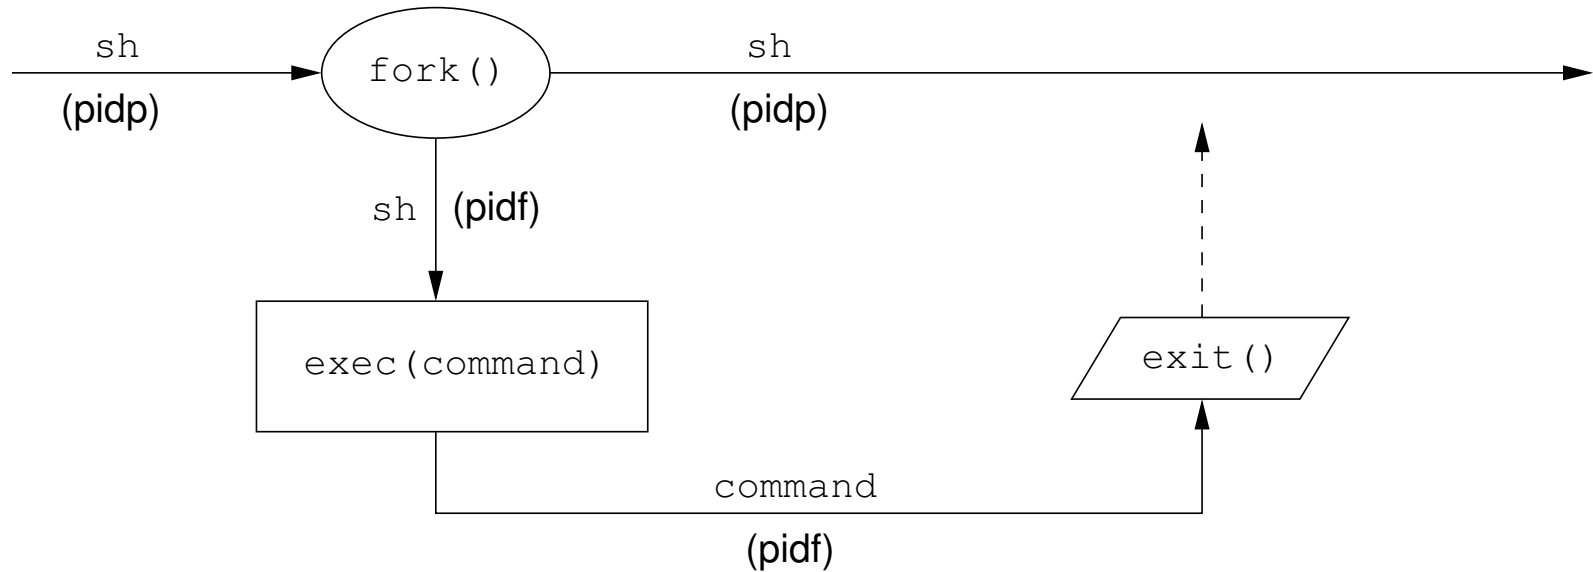 sh
(pidp)
fork()
sh
(pidp)
sh
(pidf)
exec(command)
exit()
command
(pidf)